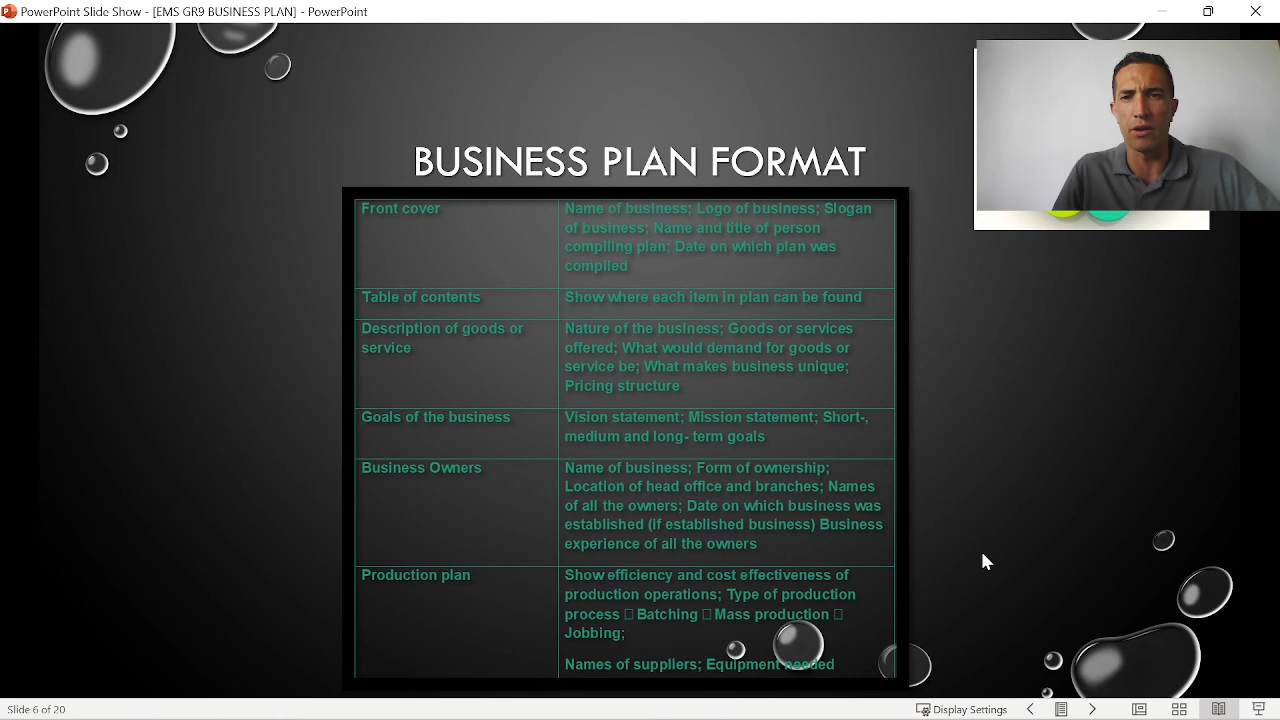 PowerPoint Slide Show - [EMS GR9 BUSINESS PLAN] - PowerPoint
BUSINESS PLAN FORMAT
Front cover
Name of business; Logo of business; Slogan
of business; Name and title of person
compiling plan; Date on which plan was
compiled
Table of contents
Show where each item in plan can be found
Description of goods or
service
Nature of the business; Goods or services
offered; What would demand for goods or
service be; What makes business unique;
Pricing structure
Goals of the business
Vision statement; Mission statement; Short-,
medium and long- term goals
Business Owners
Name of business; Form of ownership;
Location of head office and branches; Names
of all the owners; Date on which business was
established (if established business) Business
experience of all the owners
Production plan
Show efficiency and cost effectiveness of
production operations; Type of production
process □ Batching □ Mass production □
Jobbing;
Names of suppliers; Equipment needed
Slide 6 of 20
Display Settings